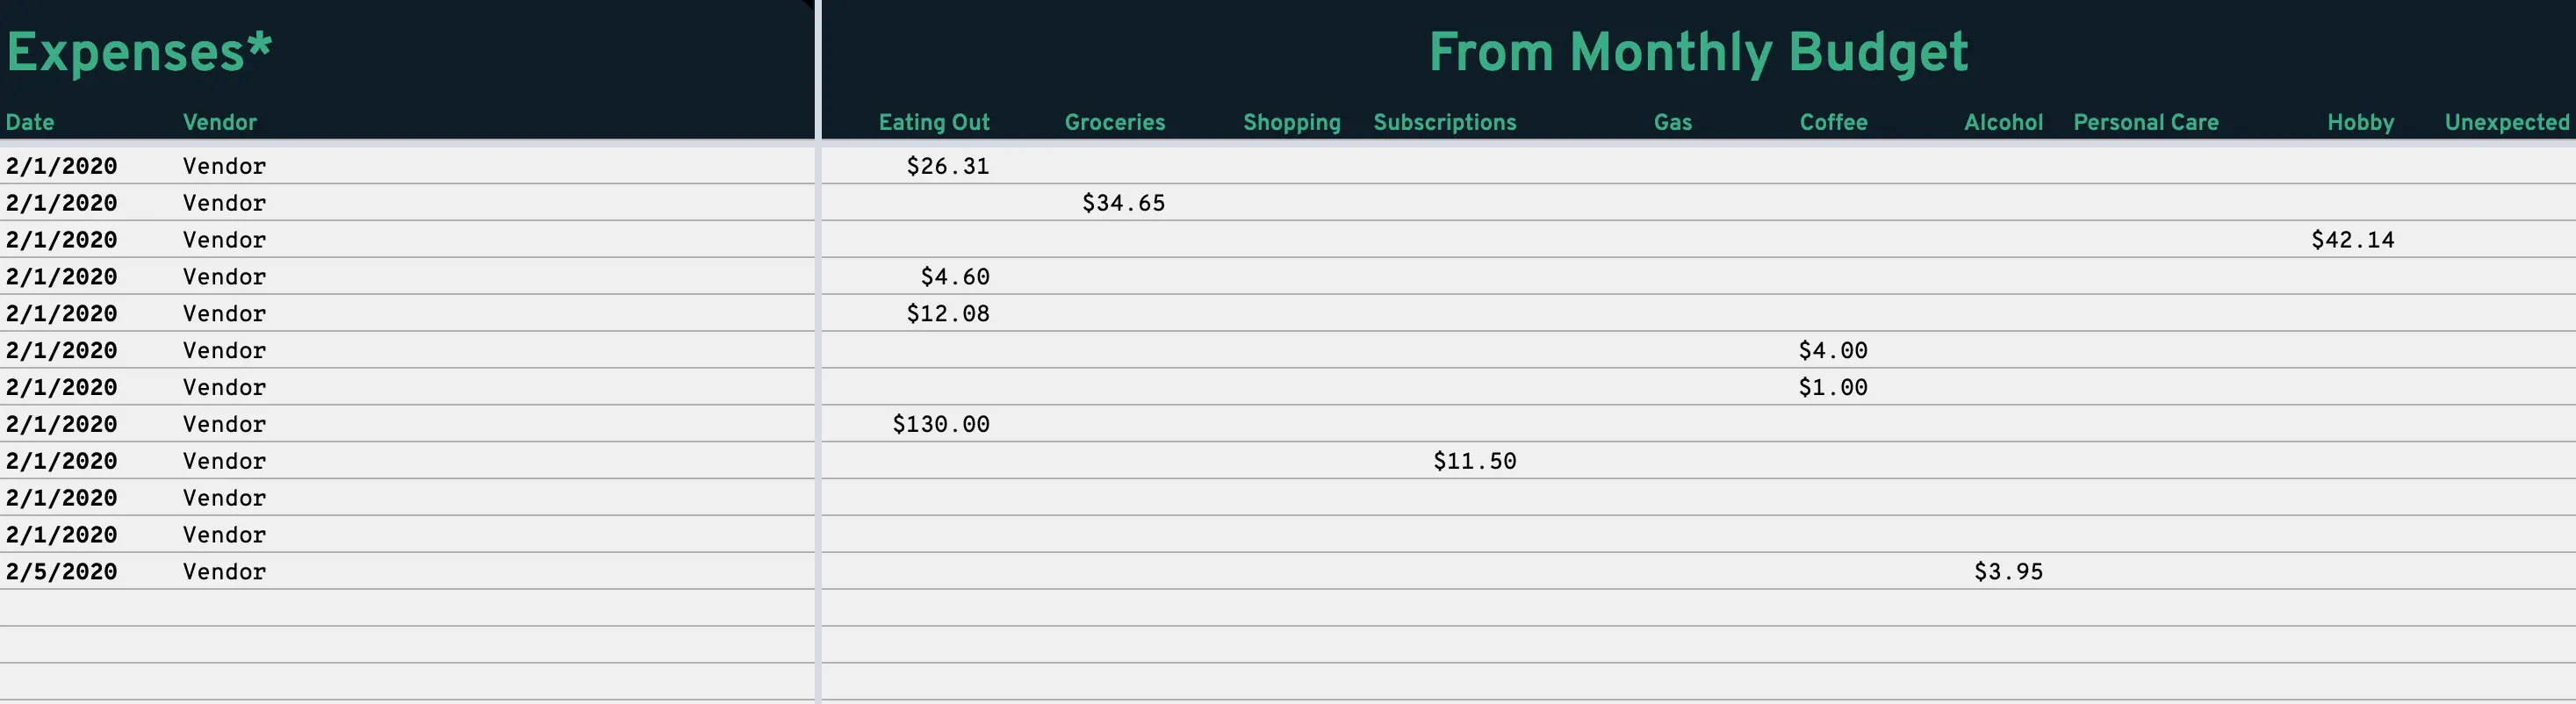 Expenses* From Monthly Budget
Date Vendor Eating Out Groceries Shopping Subscriptions Gas Coffee Alcohol Personal Care Hobby Unexpected
2/1/2020 Vendor $26.31
2/1/2020 Vendor $34.65
2/1/2020 Vendor $42.14
2/1/2020 Vendor $4.60
2/1/2020 Vendor $12.08
2/1/2020 Vendor $4.00
2/1/2020 Vendor $1.00
2/1/2020 Vendor $130.00
2/1/2020 Vendor $11.50
2/1/2020 Vendor
2/1/2020 Vendor
2/5/2020 Vendor $3.95